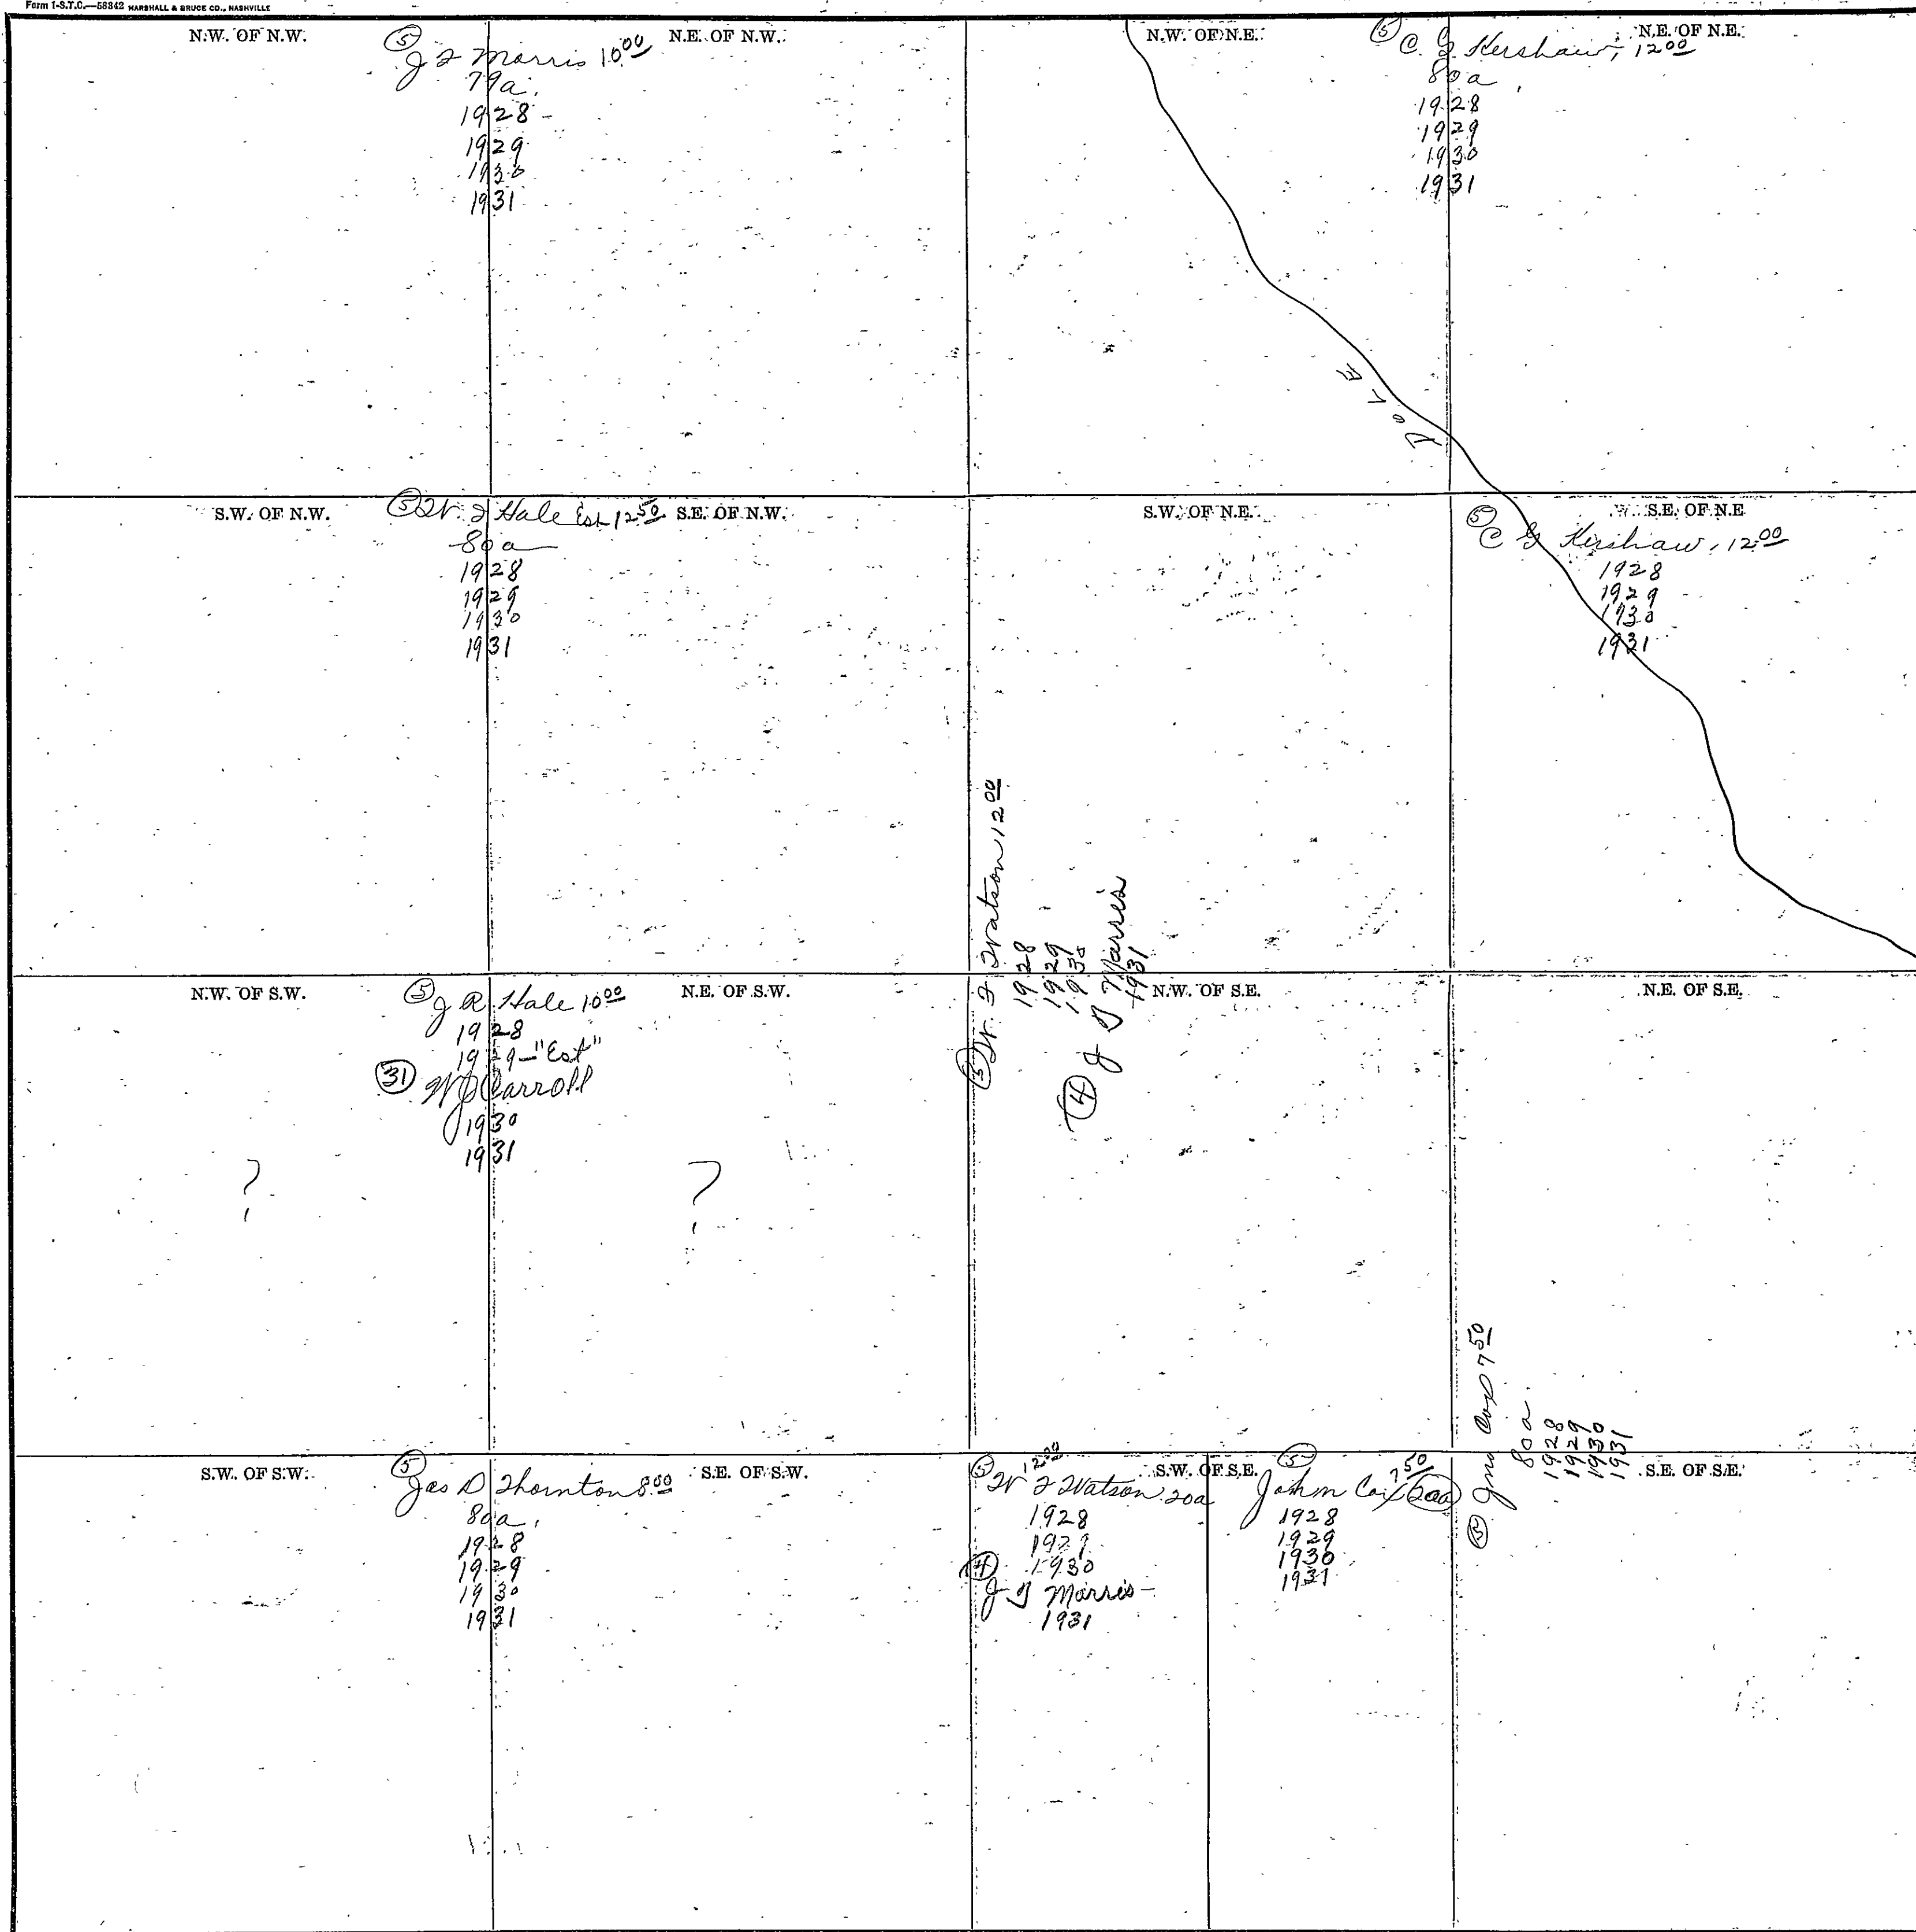 Form 1-S.T.C.—58342 MARSHALL & BRUCE CO., NASHVILLE
N.W. OF N.W.
N.E. OF N.W.
N.W. OF N.E.
N.E. OF N.E.
5 J F Morris 10 00
79a.
1928
1929
1930
1931
5 C. G Kershaw, 12 00
80a
1928
1929
1930
1931
S.W. OF N.W.
S.E. OF N.W.
S.W. OF N.E.
S.E. OF N.E
5 W. F Hale Est 12 50
80a
1928
1929
1930
1931
5 C G Kershaw, 12 00
1928
1929
1930
1931
5 W. F Watson 12 00
1928
1929
1930
4 J F Morris
1931
N.W. OF S.W.
N.E. OF S.W.
N.W. OF S.E.
N.E. OF S.E.
5 J R Hale 10 00
1928
1929-"Est"
31 W J Carroll
1930
1931
?
?
5 Jno Cox 7 50
80a.
1928
1929
1930
1931
S.W. OF S.W.
S.E. OF S.W.
S.W. OF S.E.
S.E. OF S.E.
5 Jas D Thornton 8 00
80a.
1928
1929
1930
1931
12 00
5 W F Watson 20a
1928
1929
1930
4 J F Morris-
1931
5 7 50
John Cox 20a
1928
1929
1930
1931